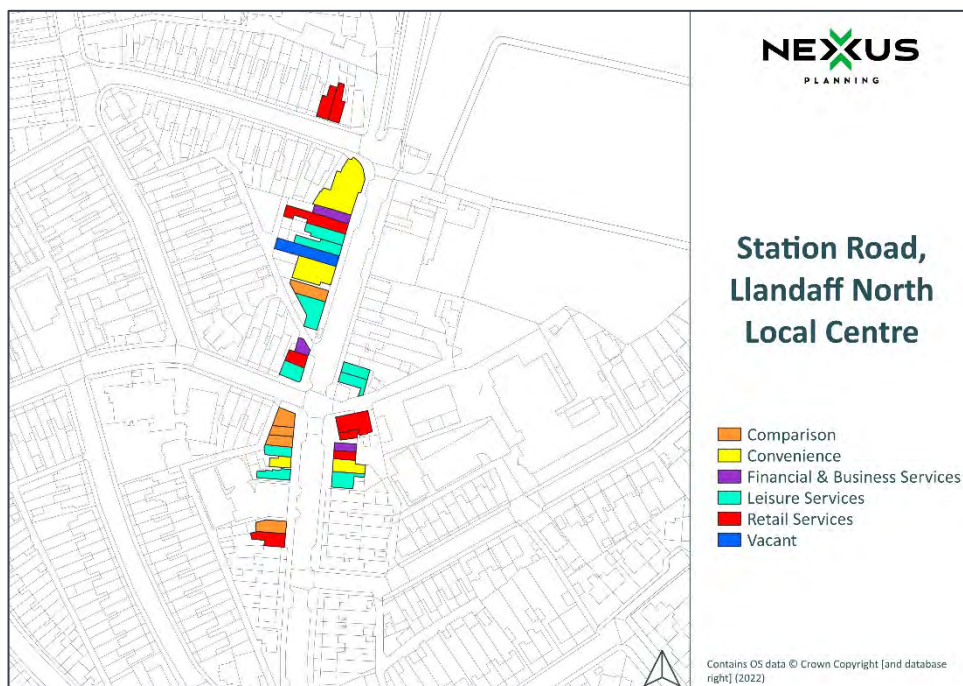 NEXUS
PLANNING
Station Road,
Llandaff North
Local Centre
Comparison
Convenience
Financial & Business Services
Leisure Services
Retail Services
Vacant
Contains OS data © Crown Copyright [and database
right] (2022)